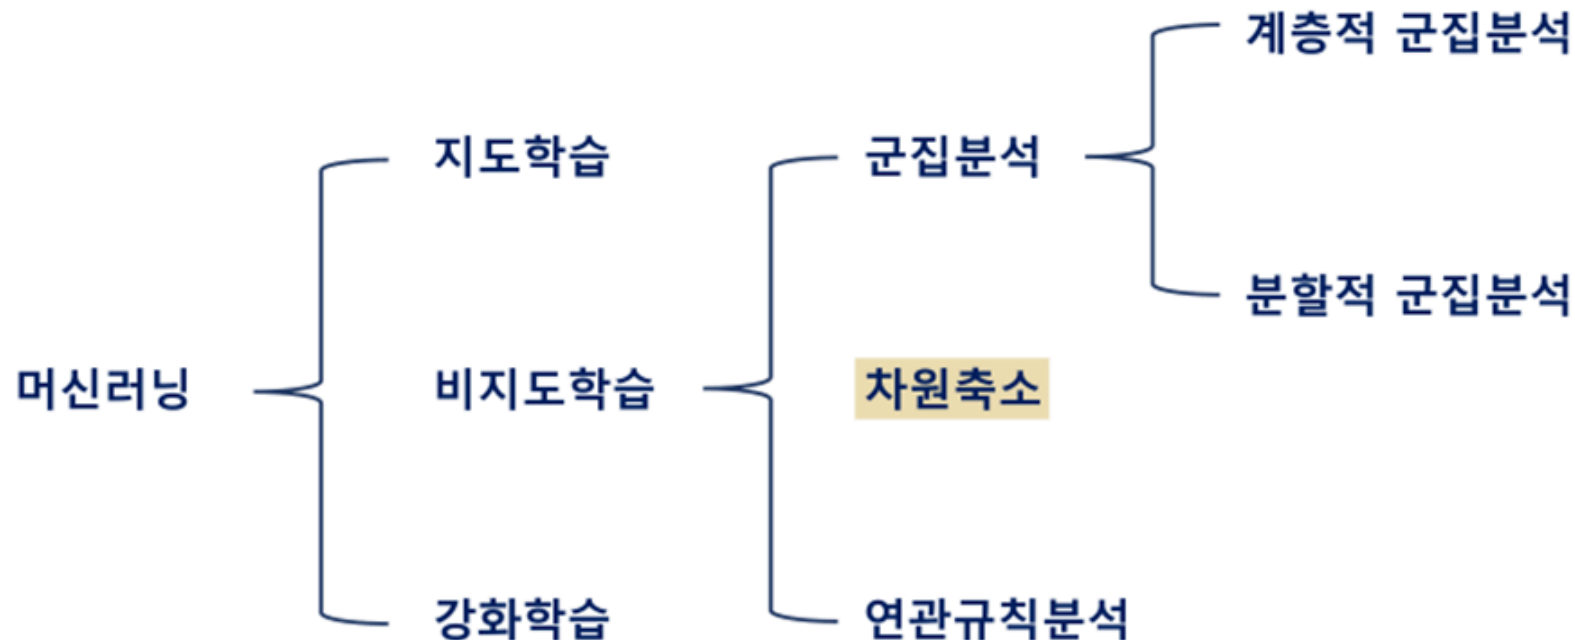 계층적 군집분석
지도학습
군집분석
분할적 군집분석
머신러닝
비지도학습
차원축소
강화학습
연관규칙분석